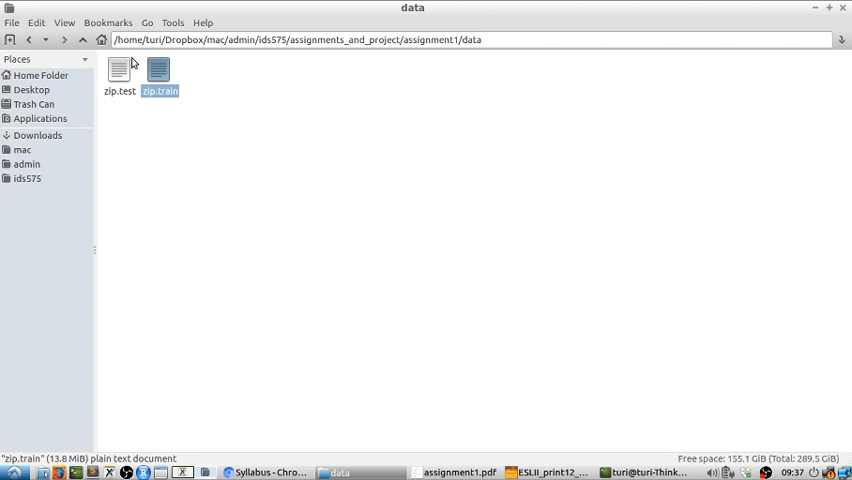 data
File Edit View Bookmarks Go Tools Help
/home/turi/Dropbox/mac/admin/ids575/assignments_and_project/assignment1/data
Places
Home Folder
Desktop
Trash Can
Applications
Downloads
mac
admin
ids575
zip.test zip.train
"zip.train" (13.8 MiB) plain text document
Free space: 155.1 GiB (Total: 289.5 GiB)
Syllabus - Chro... data assignment1.pdf ESLII_print12_... turi@turi-Think... 09:37